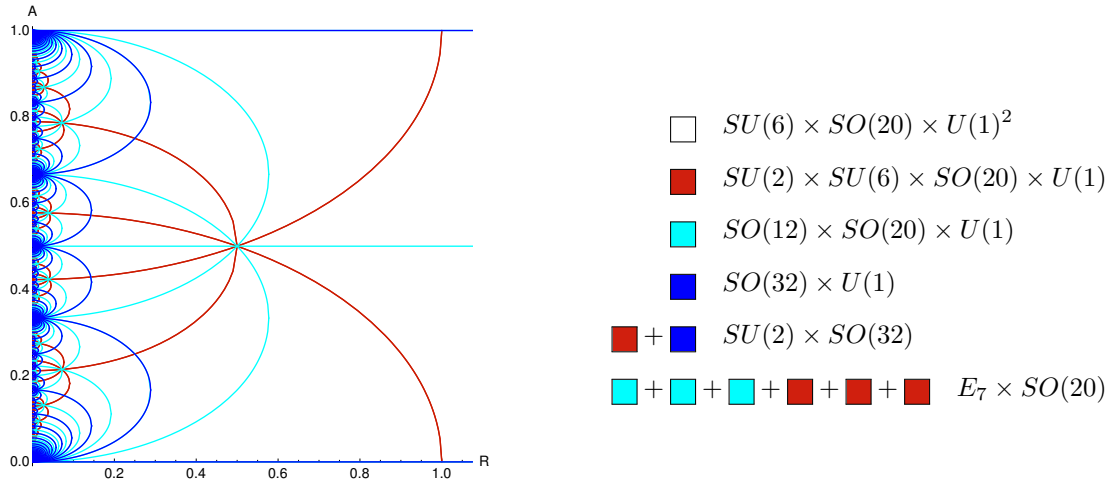 A
1.0
0.8
0.6
0.4
0.2
0.0
0.2 0.4 0.6 0.8 1.0 R
SU(6) × SO(20) × U(1)²
SU(2) × SU(6) × SO(20) × U(1)
SO(12) × SO(20) × U(1)
SO(32) × U(1)
+ SU(2) × SO(32)
+ + + + + E₇ × SO(20)